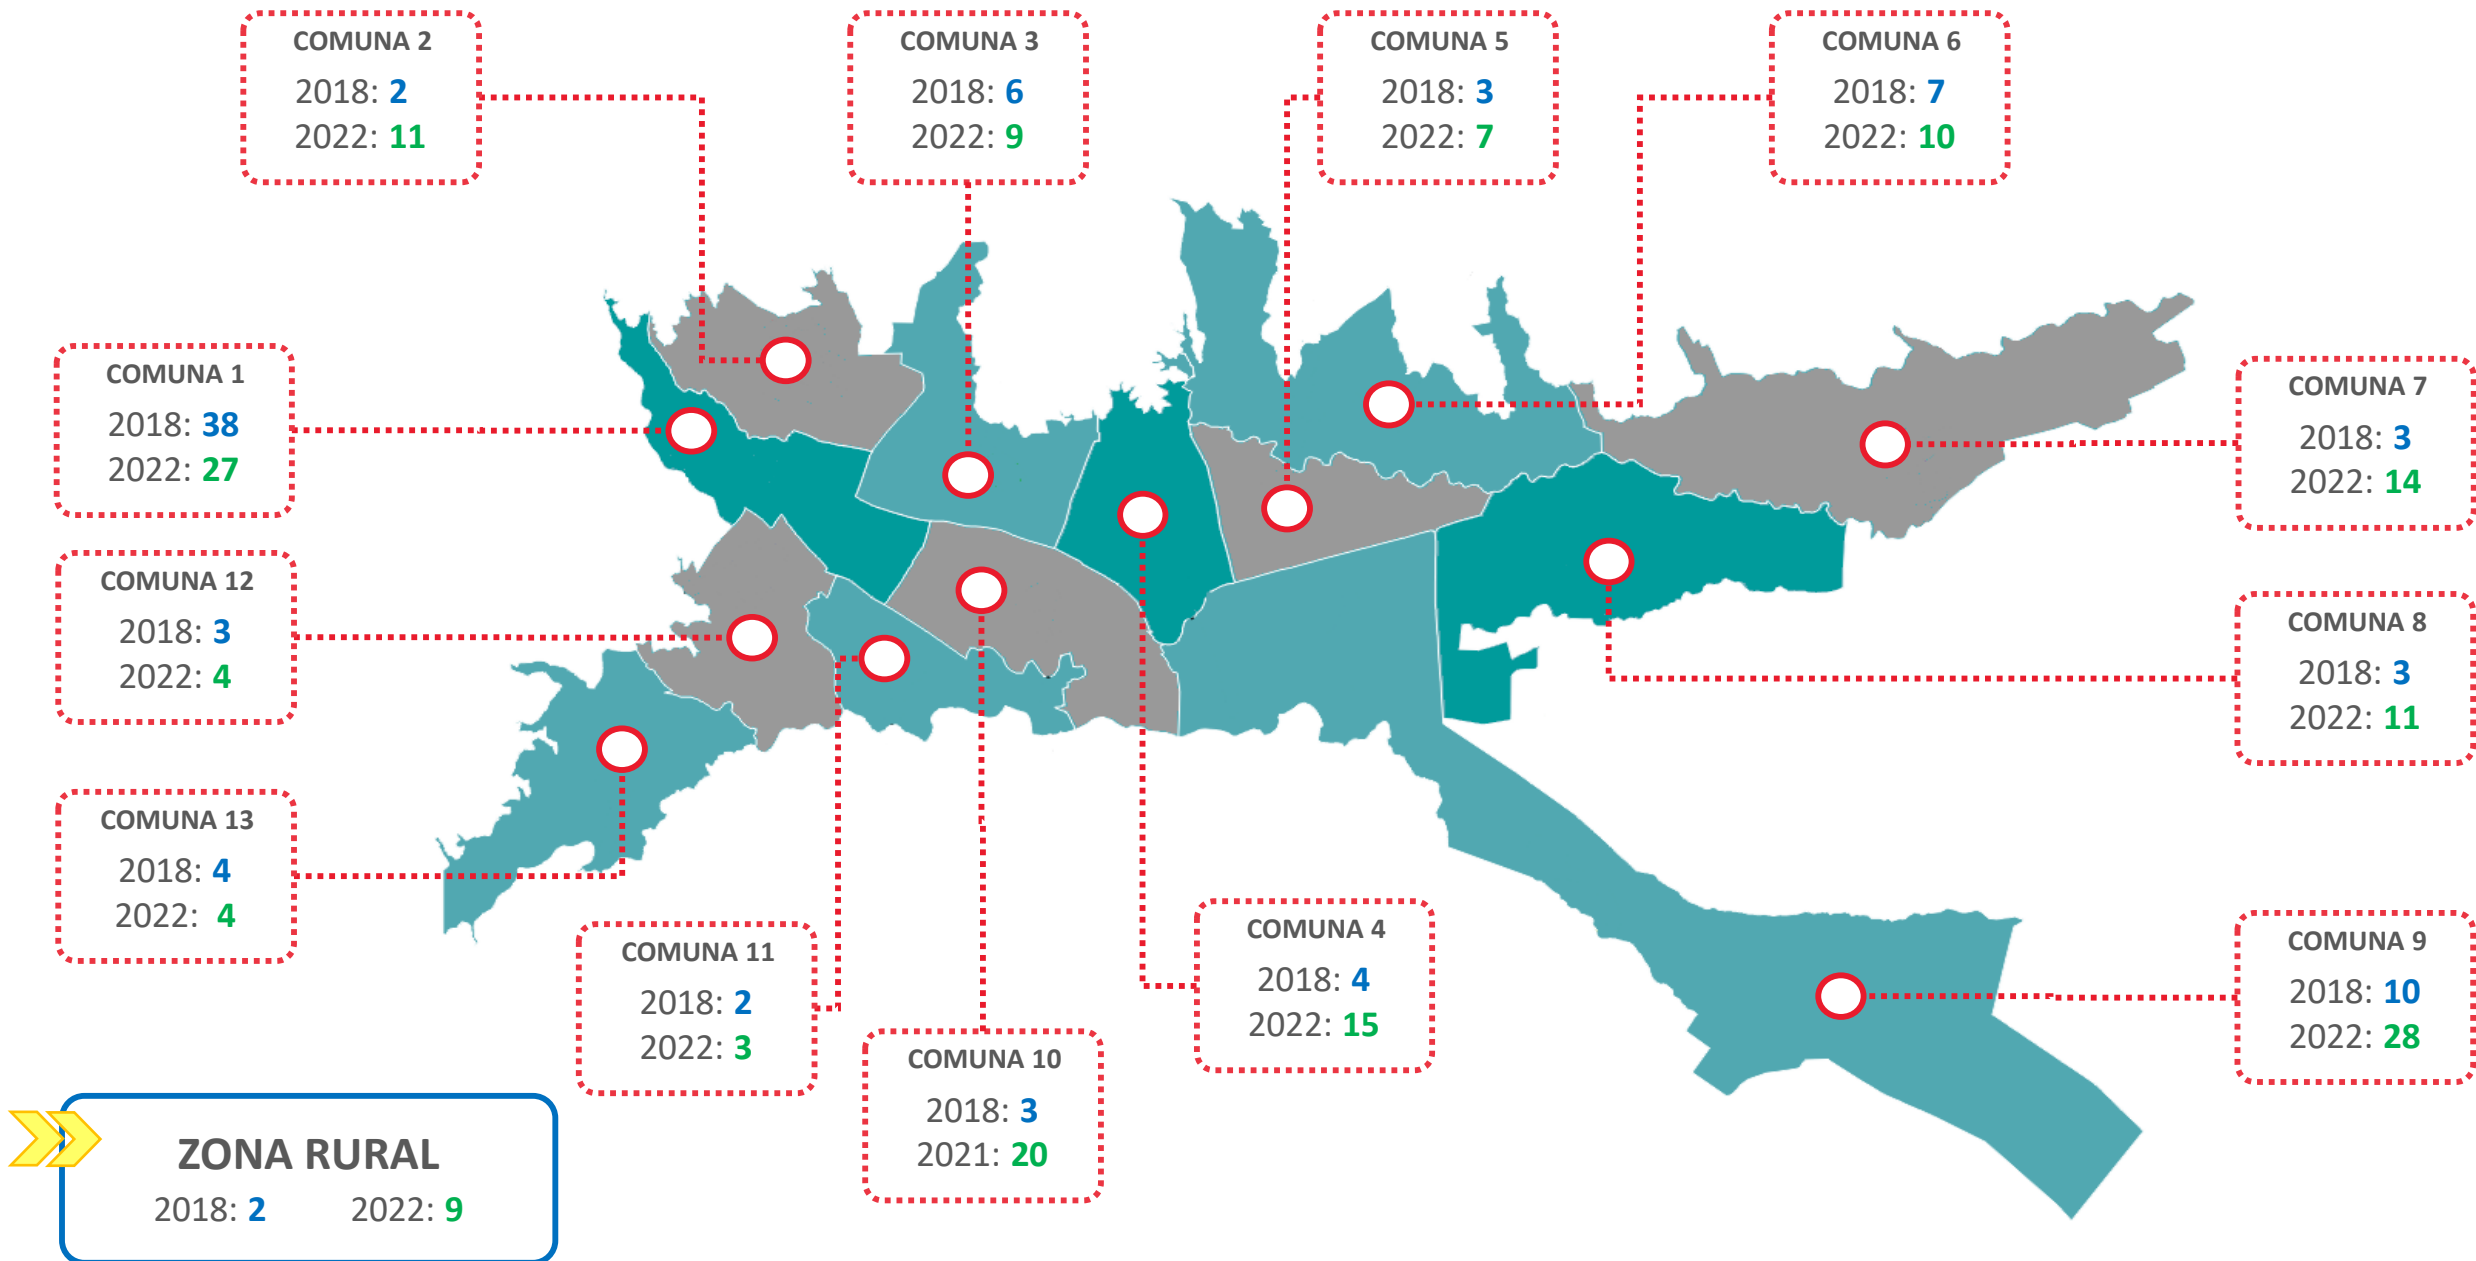 COMUNA 2
2018: 2
2022: 11
COMUNA 3
2018: 6
2022: 9
COMUNA 5
2018: 3
2022: 7
COMUNA 6
2018: 7
2022: 10
COMUNA 1
2018: 38
2022: 27
COMUNA 7
2018: 3
2022: 14
COMUNA 12
2018: 3
2022: 4
COMUNA 8
2018: 3
2022: 11
COMUNA 13
2018: 4
2022: 4
COMUNA 11
2018: 2
2022: 3
COMUNA 10
2018: 3
2021: 20
COMUNA 4
2018: 4
2022: 15
COMUNA 9
2018: 10
2022: 28
ZONA RURAL
2018: 2 2022: 9